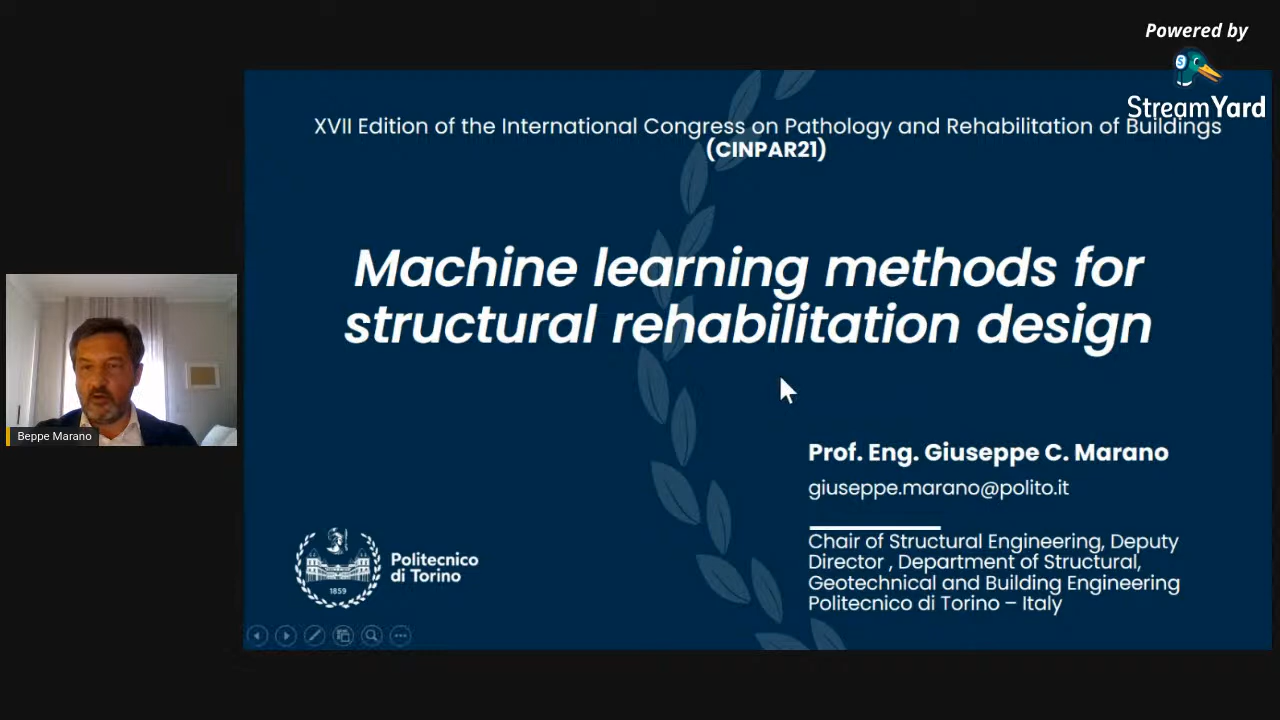 Powered by
StreamYard
XVII Edition of the International Congress on Pathology and Rehabilitation of Buildings
(CINPAR21)
Machine learning methods for
structural rehabilitation design
Beppe Marano
Prof. Eng. Giuseppe C. Marano
giuseppe.marano@polito.it
Chair of Structural Engineering, Deputy
Director , Department of Structural,
Geotechnical and Building Engineering
Politecnico di Torino – Italy
Politecnico
di Torino
1859